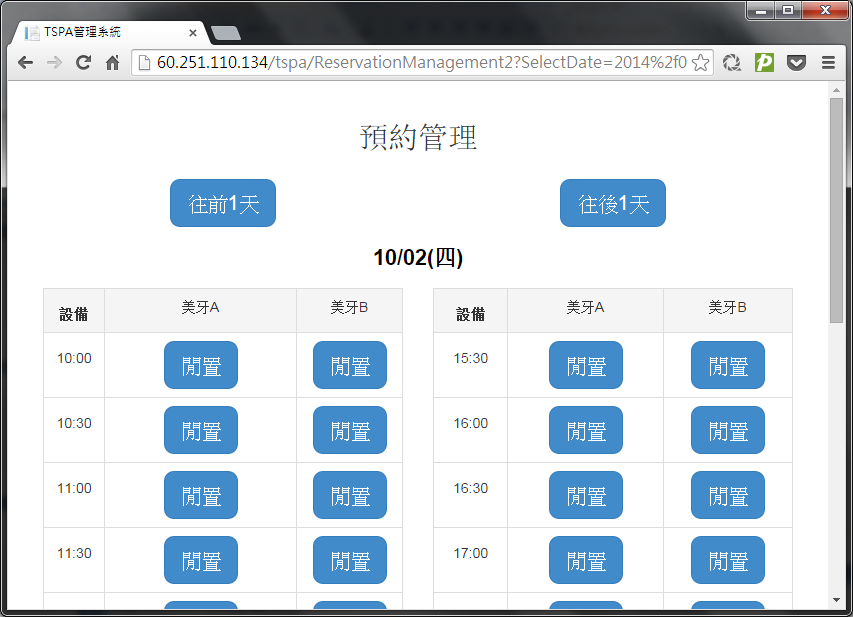 TSPA管理系統
60.251.110.134/tspa/ReservationManagement2?SelectDate=2014%2f0
預約管理
往前1天 往後1天
10/02(四)
設備 美牙A 美牙B 設備 美牙A 美牙B
10:00 閒置 閒置 15:30 閒置 閒置
10:30 閒置 閒置 16:00 閒置 閒置
11:00 閒置 閒置 16:30 閒置 閒置
11:30 閒置 閒置 17:00 閒置 閒置